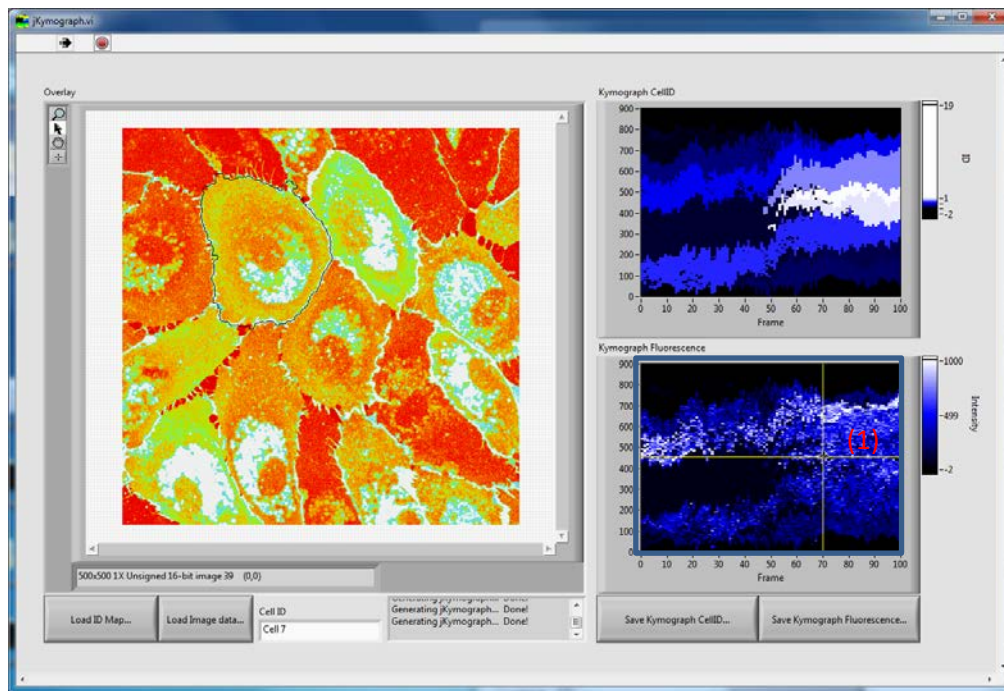 jKymograph.vi
Overlay
500x500 1X Unsigned 16-bit image 39 (0,0)
Load ID Map...
Load Image data...
Cell ID
Cell 7
Generating jKymograph... Done!
Generating jKymograph... Done!
Kymograph CellID
900
800
700
600
500
400
300
200
100
0
0 10 20 30 40 50 60 70 80 90 100
Frame
19
1
-2
ID
Kymograph Fluorescence
900
800
700
600
500
400
300
200
100
0
(1)
0 10 20 30 40 50 60 70 80 90 100
Frame
1000
499
-2
Intensity
Save Kymograph CellID...
Save Kymograph Fluorescence...